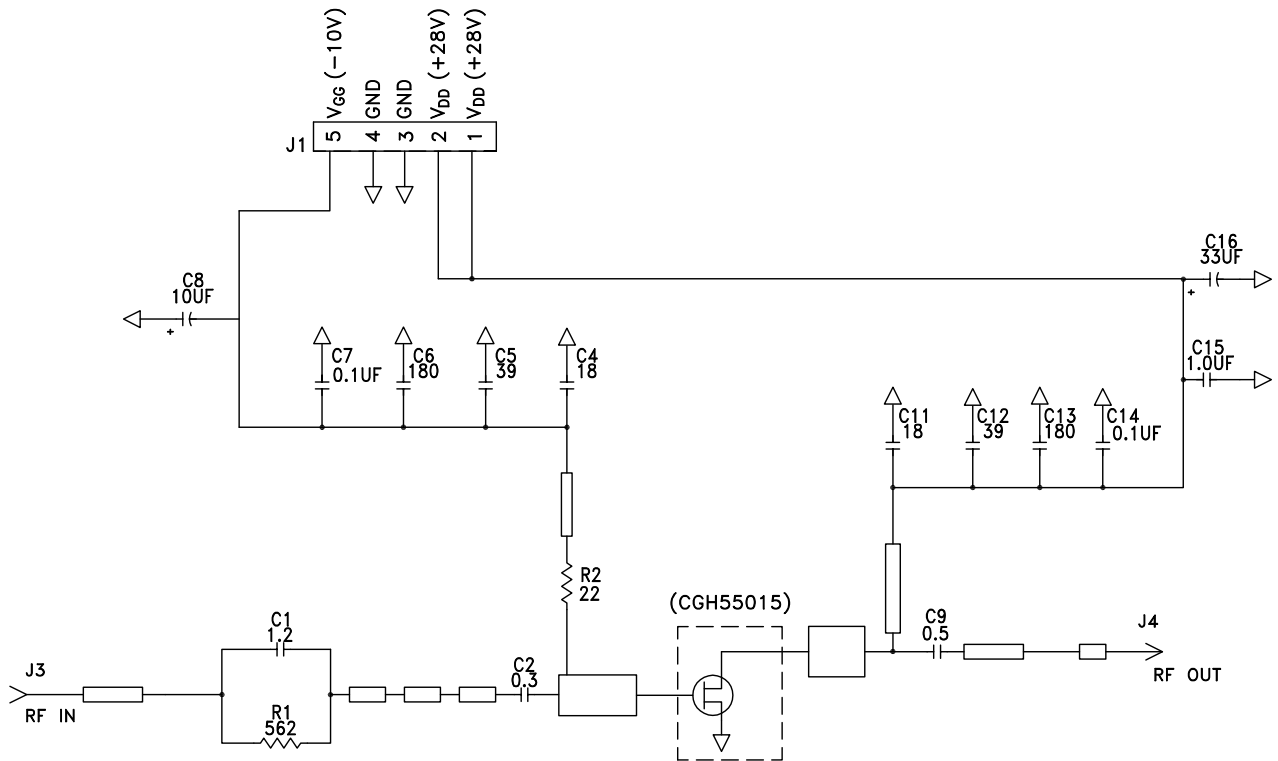 VGG (-10V)
GND
GND
VDD (+28V)
VDD (+28V)
J1
5
4
3
2
1
C16
33UF
+
C8
10UF
+
C7
0.1UF
C6
180
C5
39
C4
18
C15
1.0UF
C11
18
C12
39
C13
180
C14
0.1UF
R2
22
(CGH55015)
C1
1.2
C9
0.5
J4
RF OUT
J3
RF IN
C2
0.3
R1
562